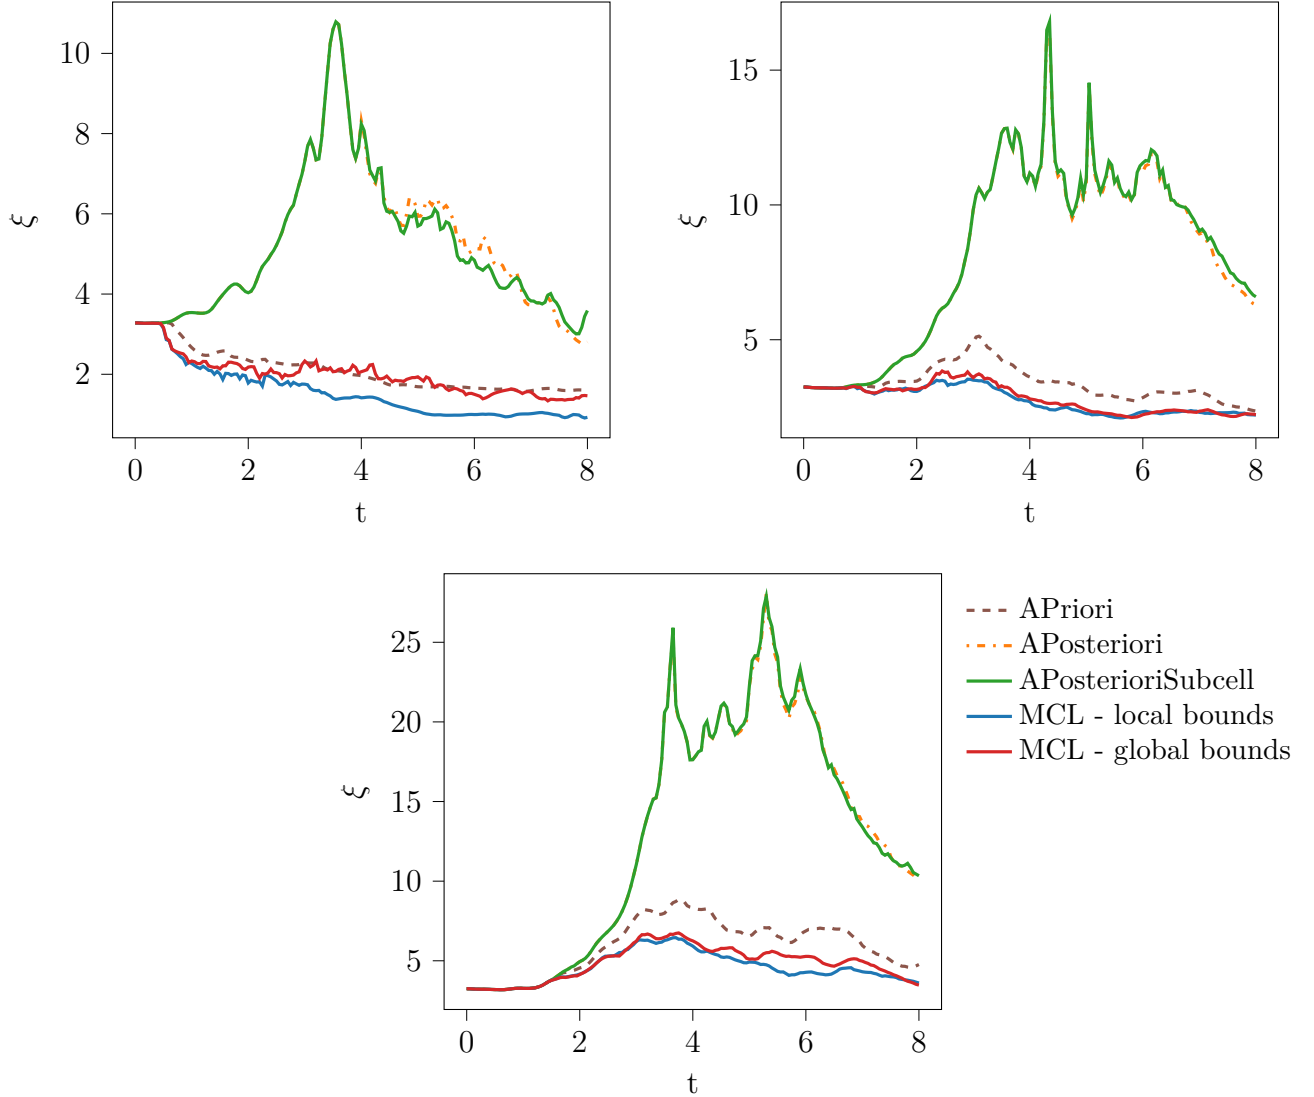 10
8
6
4
2
ξ
0 2 4 6 8
t
15
10
5
ξ
0 2 4 6 8
t
25
20
15
10
5
ξ
0 2 4 6 8
t
APriori
APosteriori
APosterioriSubcell
MCL - local bounds
MCL - global bounds